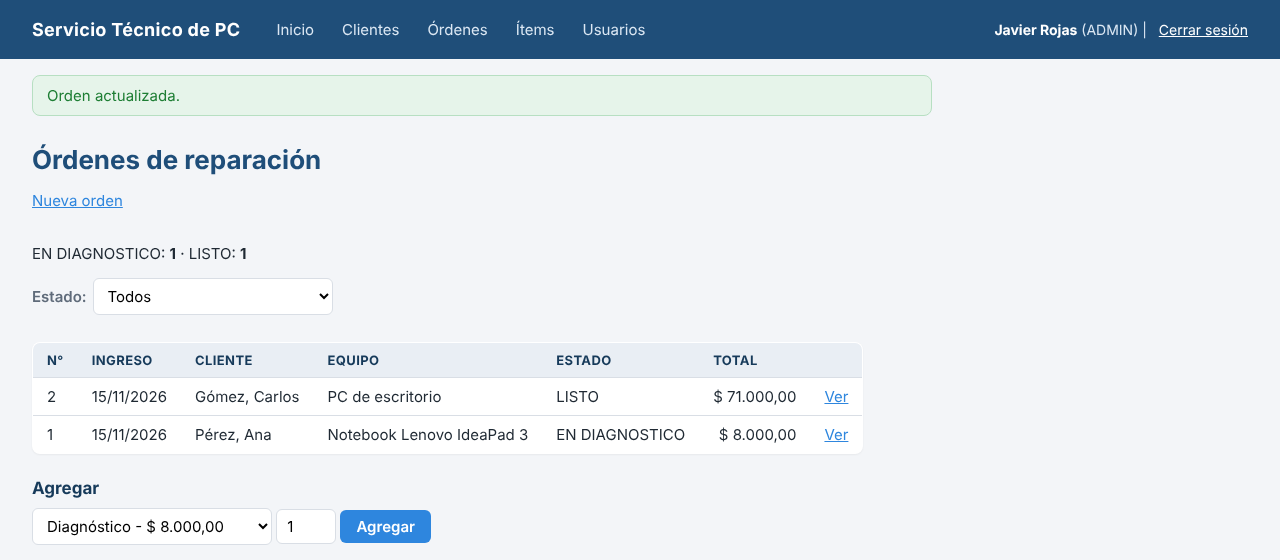 Servicio Técnico de PC Inicio Clientes Órdenes Ítems Usuarios Javier Rojas (ADMIN) | Cerrar sesión
Orden actualizada.
Órdenes de reparación
Nueva orden
EN DIAGNOSTICO: 1 · LISTO: 1
Estado: Todos
N° INGRESO CLIENTE EQUIPO ESTADO TOTAL
2 15/11/2026 Gómez, Carlos PC de escritorio LISTO $ 71.000,00 Ver
1 15/11/2026 Pérez, Ana Notebook Lenovo IdeaPad 3 EN DIAGNOSTICO $ 8.000,00 Ver
Agregar
Diagnóstico - $ 8.000,00 1 Agregar